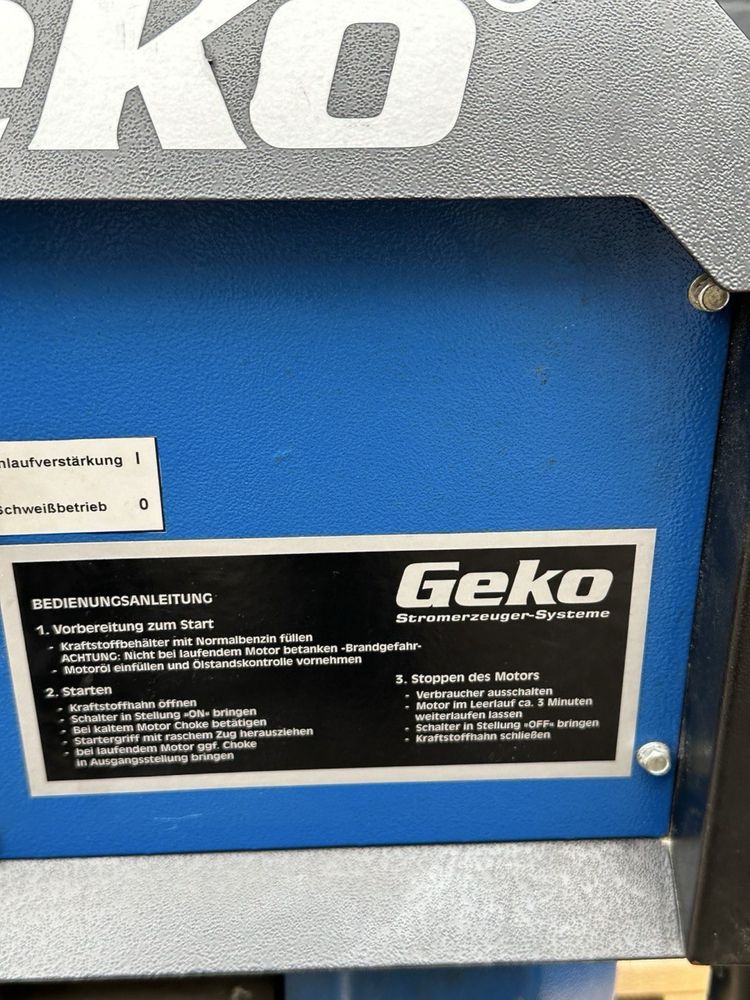 eko
nlaufverstärkung I
Schweißbetrieb 0
Geko
Stromerzeuger-Systeme
BEDIENUNGSANLEITUNG
1. Vorbereitung zum Start
- Kraftstoffbehälter mit Normalbenzin füllen
ACHTUNG: Nicht bei laufendem Motor betanken -Brandgefahr-
- Motoröl einfüllen und Ölstandskontrolle vornehmen
2. Starten
- Kraftstoffhahn öffnen
- Schalter in Stellung »ON« bringen
- Bei kaltem Motor Choke betätigen
- Startergriff mit raschem Zug herausziehen
- bei laufendem Motor ggf. Choke
in Ausgangsstellung bringen
3. Stoppen des Motors
- Verbraucher ausschalten
- Motor im Leerlauf ca. 3 Minuten
weiterlaufen lassen
- Schalter in Stellung »OFF« bringen
- Kraftstoffhahn schließen